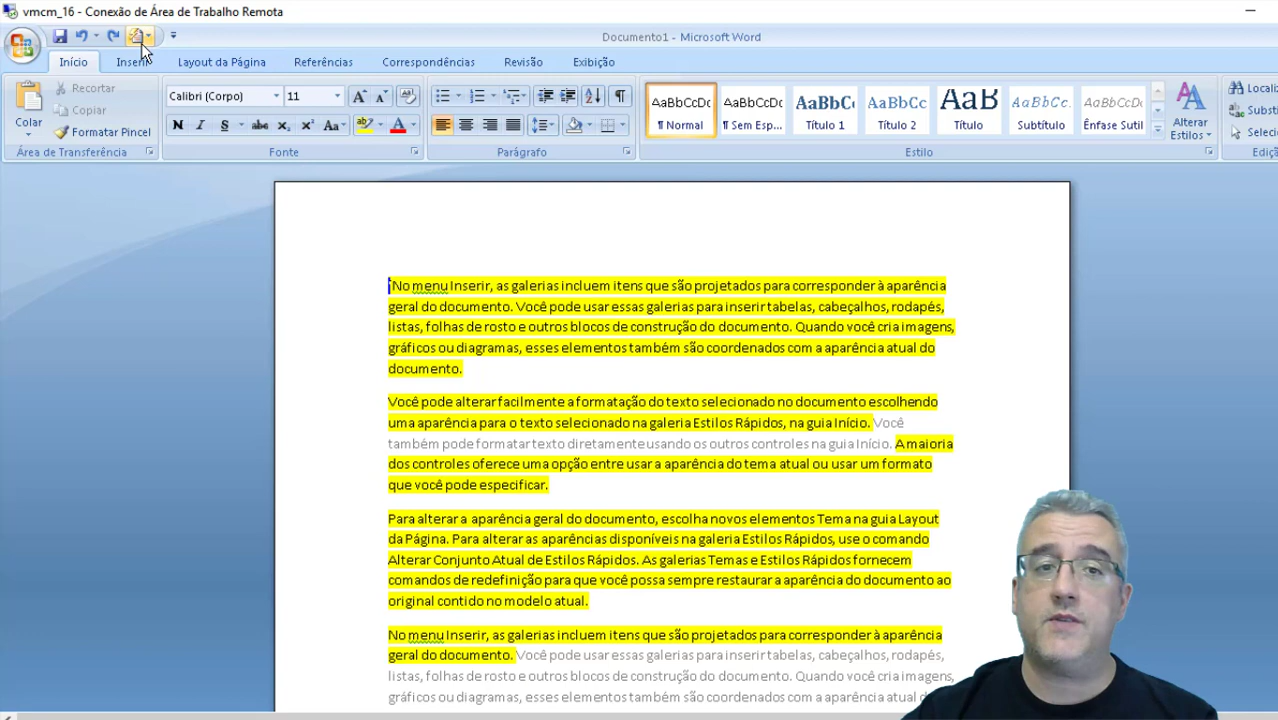 vmcm_16 - Conexão de Área de Trabalho Remota
Documento1 - Microsoft Word
Início Inserir Layout da Página Referências Correspondências Revisão Exibição
Colar
Recortar
Copiar
Formatar Pincel
Área de Transferência
Calibri (Corpo) 11
N I S abc x₂ x² Aa
Fonte
Parágrafo
AaBbCcDc AaBbCcDc AaBbC AaBbCc AaB AaBbCc. AaBbCcDc
¶ Normal ¶ Sem Esp... Título 1 Título 2 Título Subtítulo Ênfase Sutil
Alterar
Estilos
Estilo
Locali
Subst
Seleci
Ediç
No menu Inserir, as galerias incluem itens que são projetados para corresponder à aparência
geral do documento. Você pode usar essas galerias para inserir tabelas, cabeçalhos, rodapés,
listas, folhas de rosto e outros blocos de construção do documento. Quando você cria imagens,
gráficos ou diagramas, esses elementos também são coordenados com a aparência atual do
documento.
Você pode alterar facilmente a formatação do texto selecionado no documento escolhendo
uma aparência para o texto selecionado na galeria Estilos Rápidos, na guia Início. Você
também pode formatar texto diretamente usando os outros controles na guia Início. A maioria
dos controles oferece uma opção entre usar a aparência do tema atual ou usar um formato
que você pode especificar.
Para alterar a aparência geral do documento, escolha novos elementos Tema na guia Layout
da Página. Para alterar as aparências disponíveis na galeria Estilos Rápidos, use o comando
Alterar Conjunto Atual de Estilos Rápidos. As galerias Temas e Estilos Rápidos fornecem
comandos de redefinição para que você possa sempre restaurar a aparência do documento ao
original contido no modelo atual.
No menu Inserir, as galerias incluem itens que são projetados para corresponder à aparência
geral do documento. Você pode usar essas galerias para inserir tabelas, cabeçalhos, rodapés,
listas, folhas de rosto e outros blocos de construção do documento. Quando você cria imagens,
gráficos ou diagramas, esses elementos também são coordenados com a aparência atual d